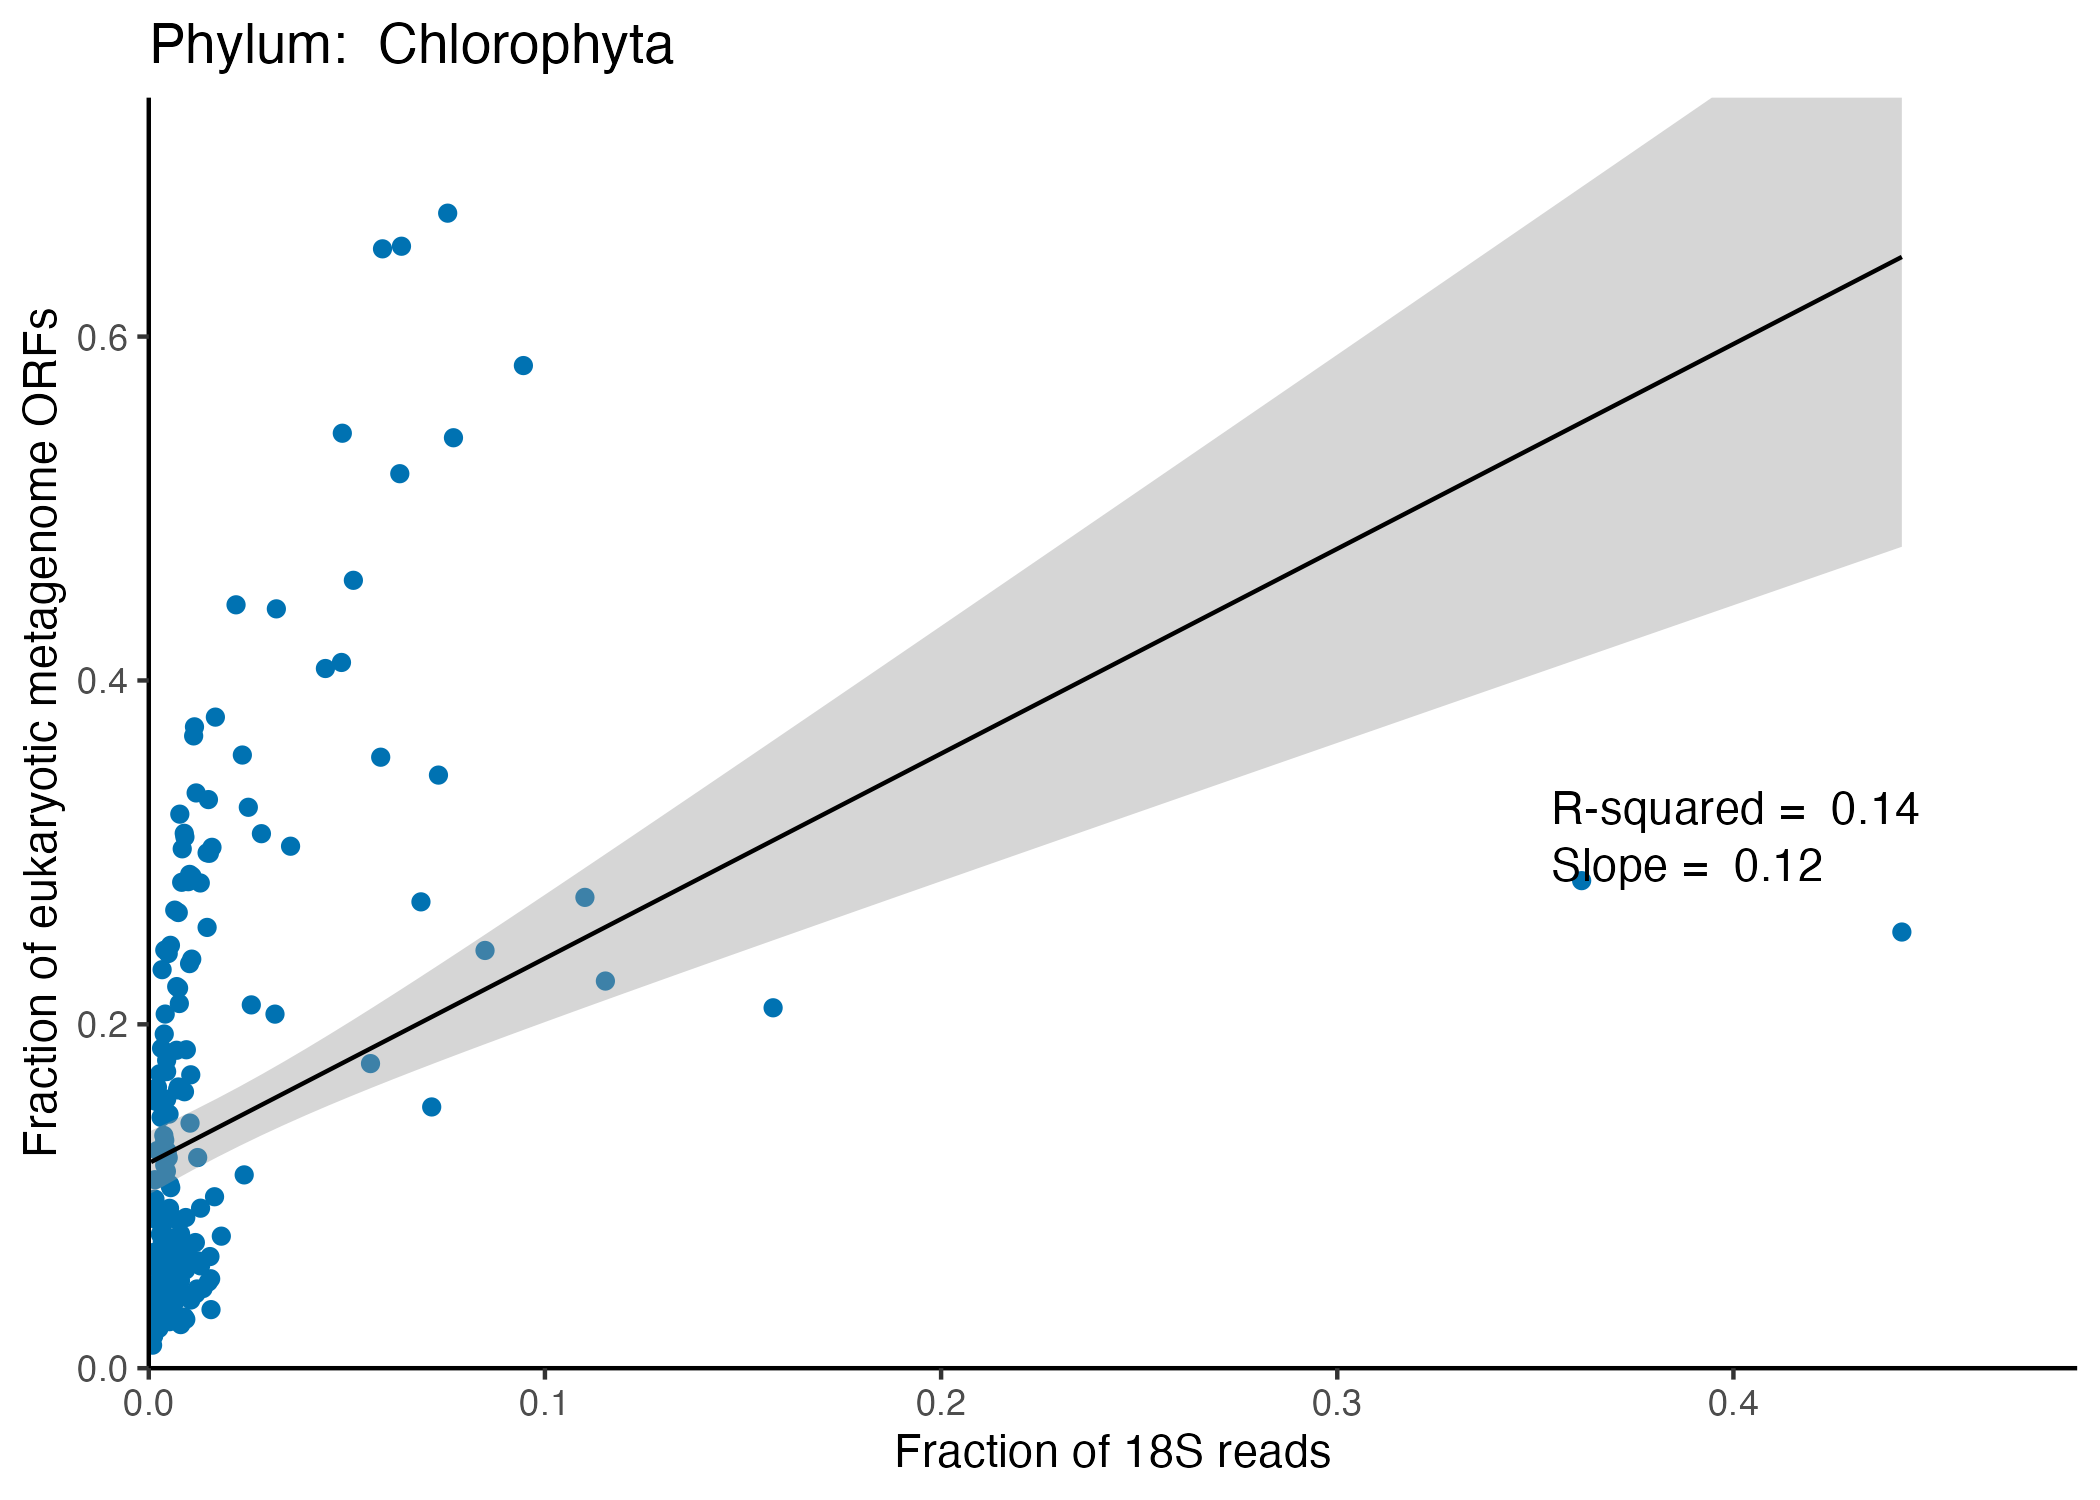 Phylum: Chlorophyta
Fraction of eukaryotic metagenome ORFs
0.6
0.4
0.2
0.0
R-squared = 0.14
Slope = 0.12
0.0 0.1 0.2 0.3 0.4
Fraction of 18S reads